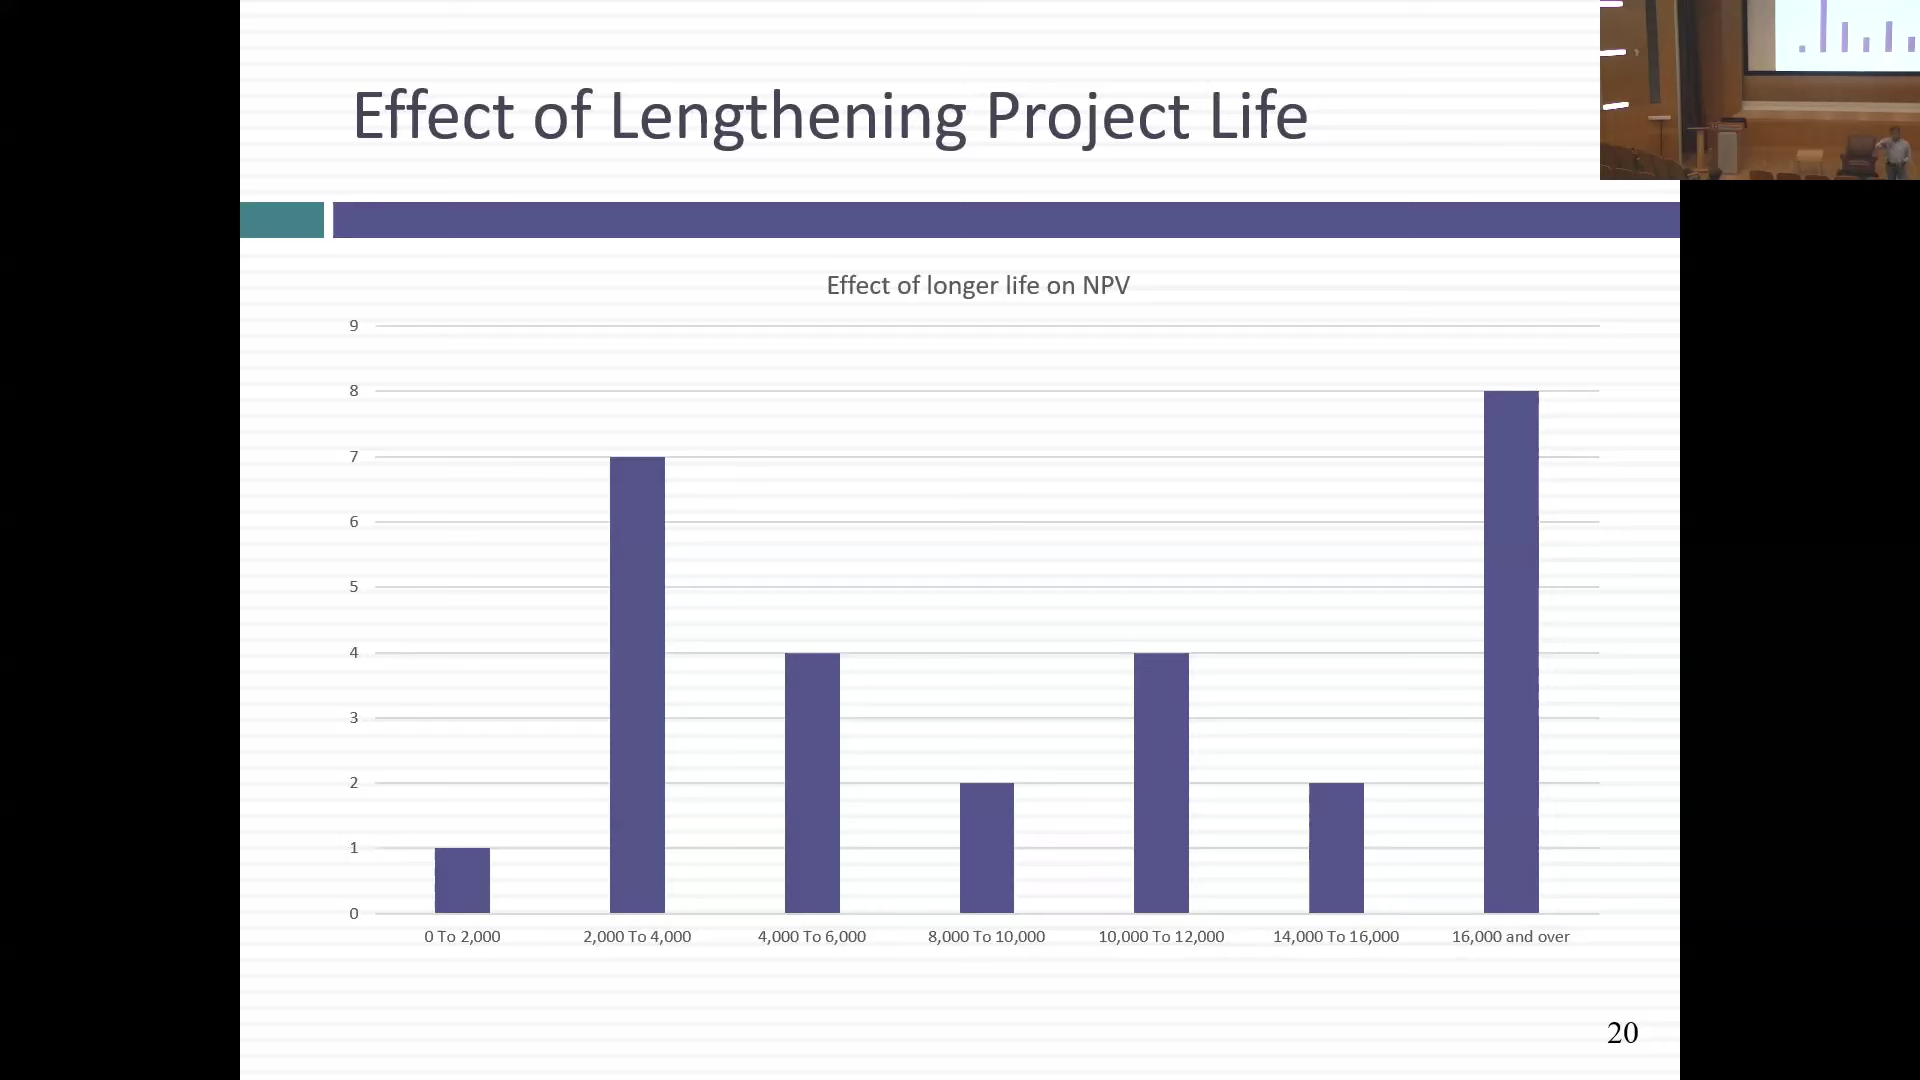 Effect of Lengthening Project Life
Effect of longer life on NPV
9
8
7
6
5
4
3
2
1
0
0 To 2,000
2,000 To 4,000
4,000 To 6,000
8,000 To 10,000
10,000 To 12,000
14,000 To 16,000
16,000 and over
20